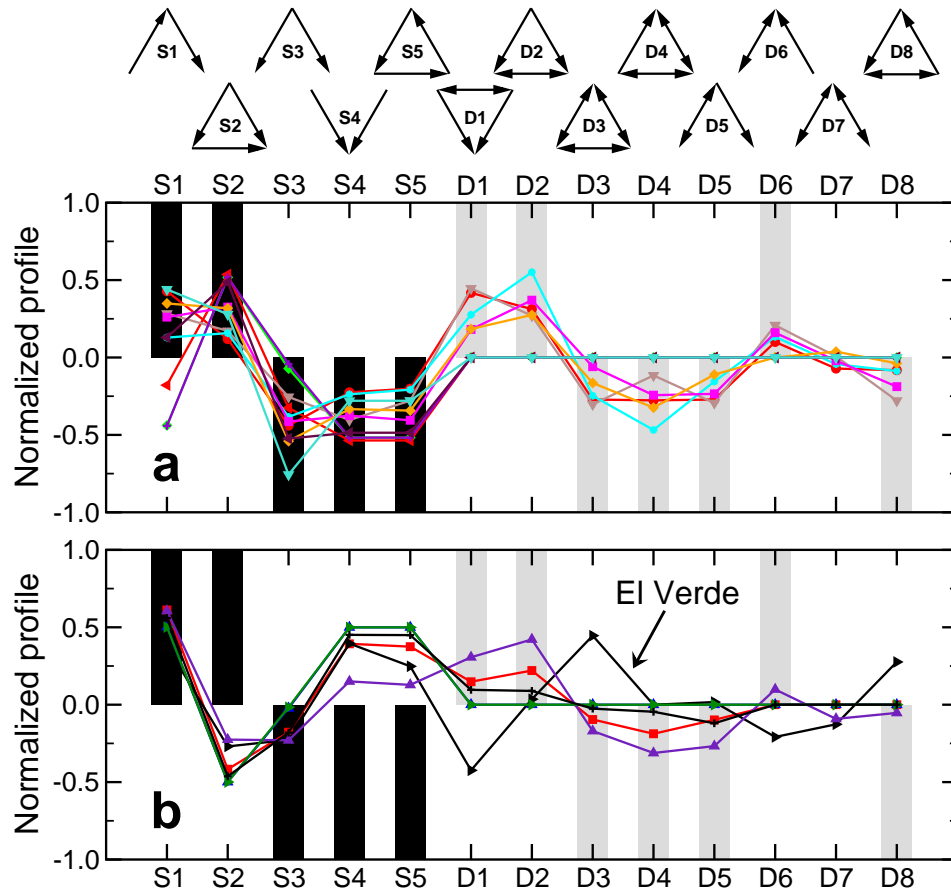 S1 S3 S5 D2 D4 D6 D8
S2 S4 D1 D3 D5 D7
S1 S2 S3 S4 S5 D1 D2 D3 D4 D5 D6 D7 D8
1.0
0.5
0.0
-0.5
-1.0
Normalized profile
a
1.0
0.5
0.0
-0.5
-1.0
Normalized profile
El Verde
b
S1 S2 S3 S4 S5 D1 D2 D3 D4 D5 D6 D7 D8